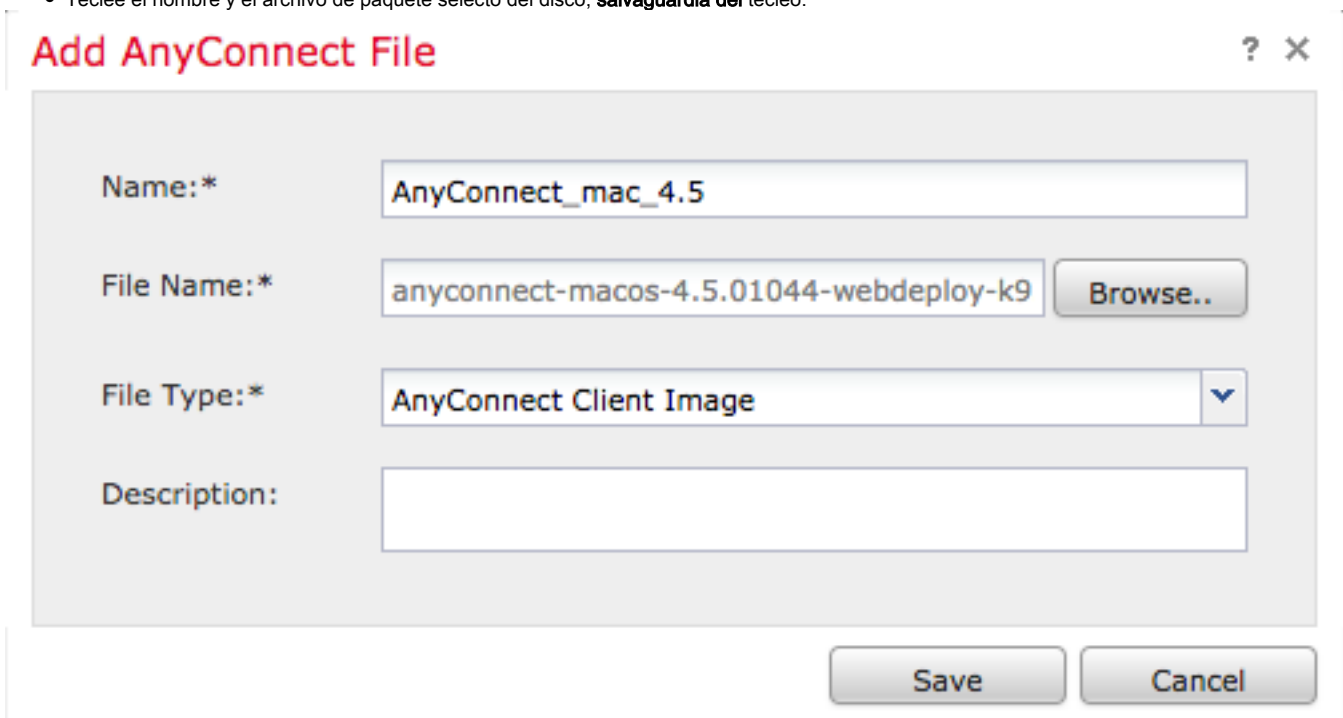 • Teclee el nombre y el archivo de paquete selecto del disco, salvaguardia del tecleo.
Add AnyConnect File ? ×
Name:* AnyConnect_mac_4.5
File Name:* anyconnect-macos-4.5.01044-webdeploy-k9 Browse..
File Type:* AnyConnect Client Image
Description:
Save Cancel